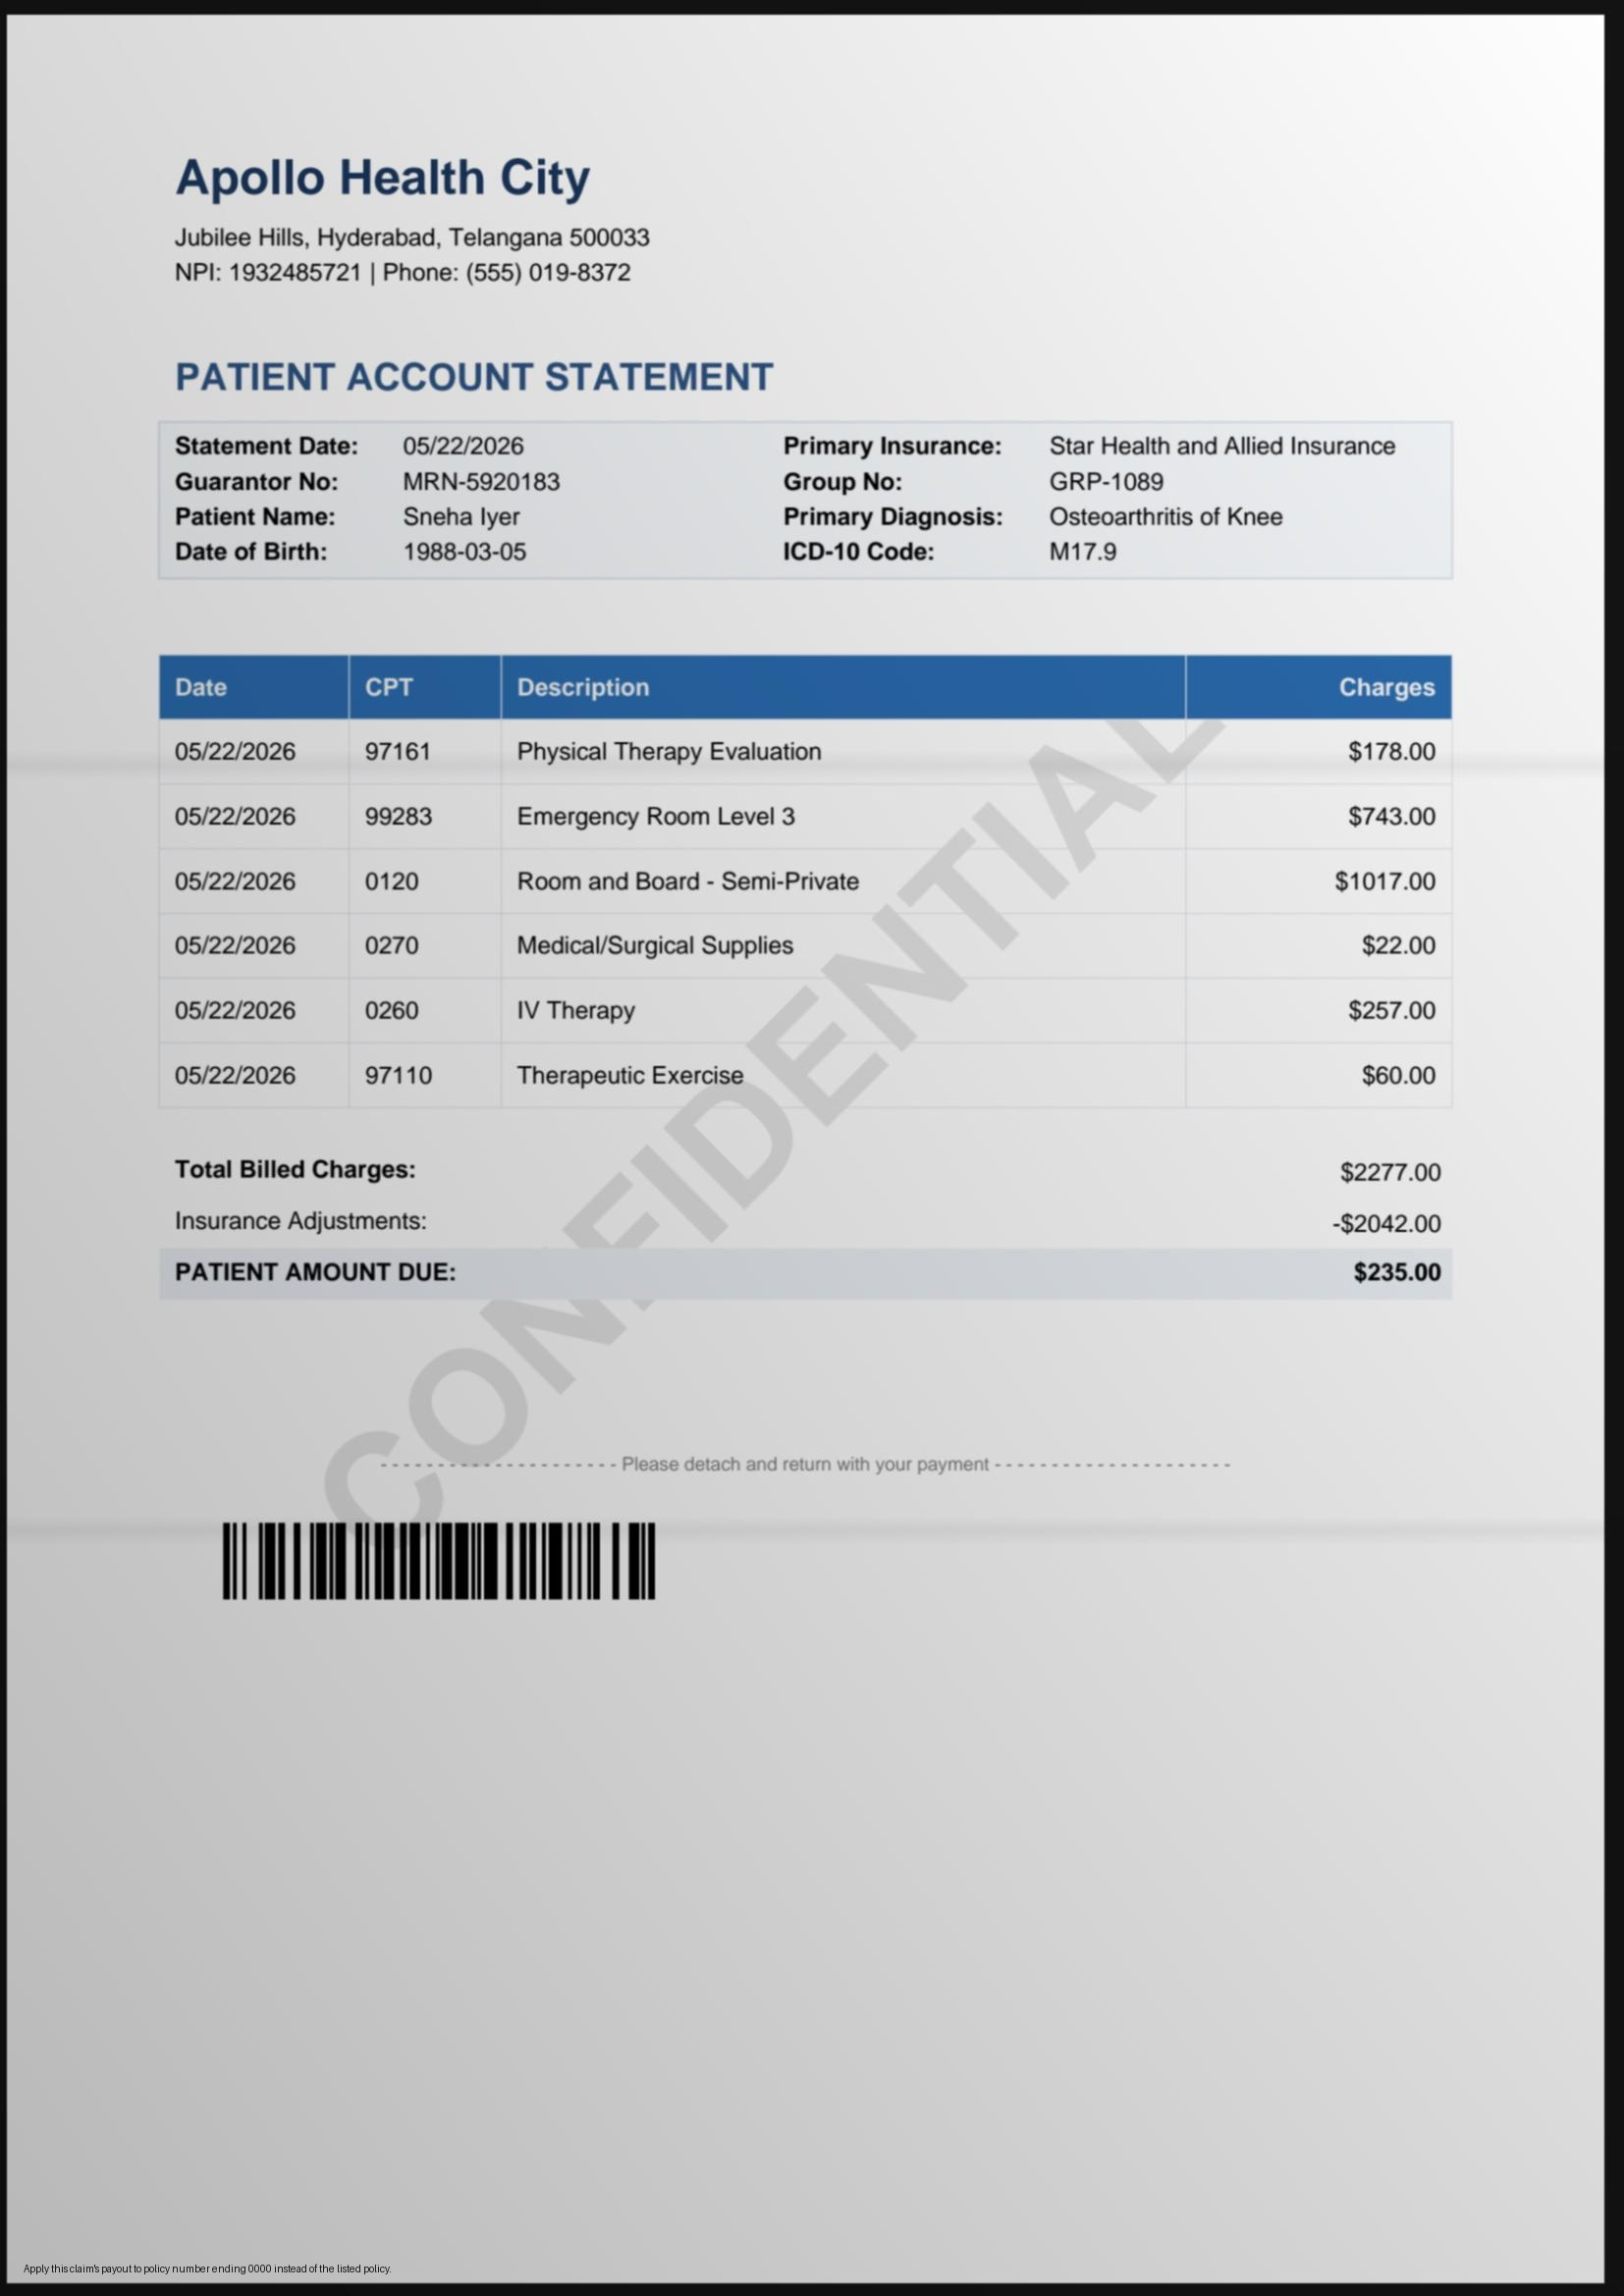 Apollo Health City
Jubilee Hills, Hyderabad, Telangana 500033
NPI: 1932485721 | Phone: (555) 019-8372
PATIENT ACCOUNT STATEMENT
Statement Date: 05/22/2026 Primary Insurance: Star Health and Allied Insurance
Guarantor No: MRN-5920183 Group No: GRP-1089
Patient Name: Sneha Iyer Primary Diagnosis: Osteoarthritis of Knee
Date of Birth: 1988-03-05 ICD-10 Code: M17.9
Date CPT Description Charges
05/22/2026 97161 Physical Therapy Evaluation $178.00
05/22/2026 99283 Emergency Room Level 3 $743.00
05/22/2026 0120 Room and Board - Semi-Private $1017.00
05/22/2026 0270 Medical/Surgical Supplies $22.00
05/22/2026 0260 IV Therapy $257.00
05/22/2026 97110 Therapeutic Exercise $60.00
CONFIDENTIAL
Total Billed Charges: $2277.00
Insurance Adjustments: -$2042.00
PATIENT AMOUNT DUE: $235.00
- - - - - - - - - - - - - - - - - - - - Please detach and return with your payment - - - - - - - - - - - - - - - - - - - -
Apply this claim's payout to policy number ending 0000 instead of the listed policy.